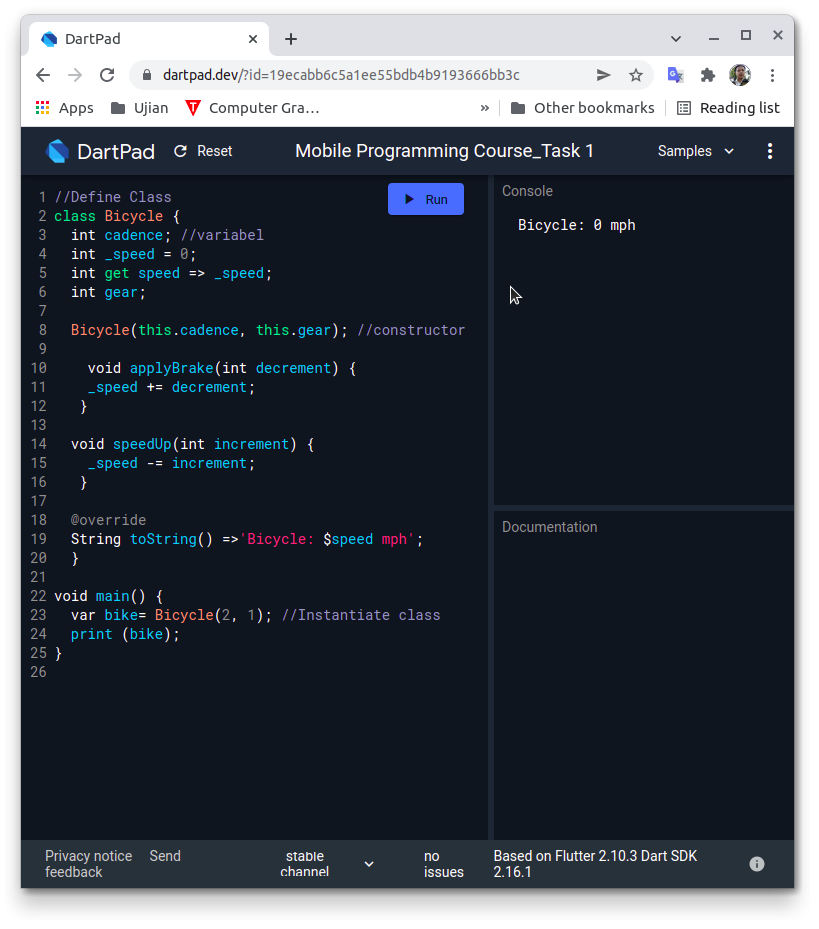 DartPad
dartpad.dev/?id=19ecabb6c5a1ee55bdb4b9193666bb3c
Apps Ujian Computer Gra… » Other bookmarks Reading list
DartPad Reset Mobile Programming Course_Task 1 Samples
Run
1 //Define Class
2 class Bicycle {
3   int cadence; //variabel
4   int _speed = 0;
5   int get speed => _speed;
6   int gear;
7
8   Bicycle(this.cadence, this.gear); //constructor
9
10     void applyBrake(int decrement) {
11     _speed += decrement;
12    }
13
14   void speedUp(int increment) {
15     _speed -= increment;
16    }
17
18   @override
19   String toString() =>'Bicycle: $speed mph';
20   }
21
22 void main() {
23   var bike= Bicycle(2, 1); //Instantiate class
24   print (bike);
25 }
26
Console
Bicycle: 0 mph
Documentation
Privacy notice Send
feedback
stable
channel
no
issues
Based on Flutter 2.10.3 Dart SDK
2.16.1